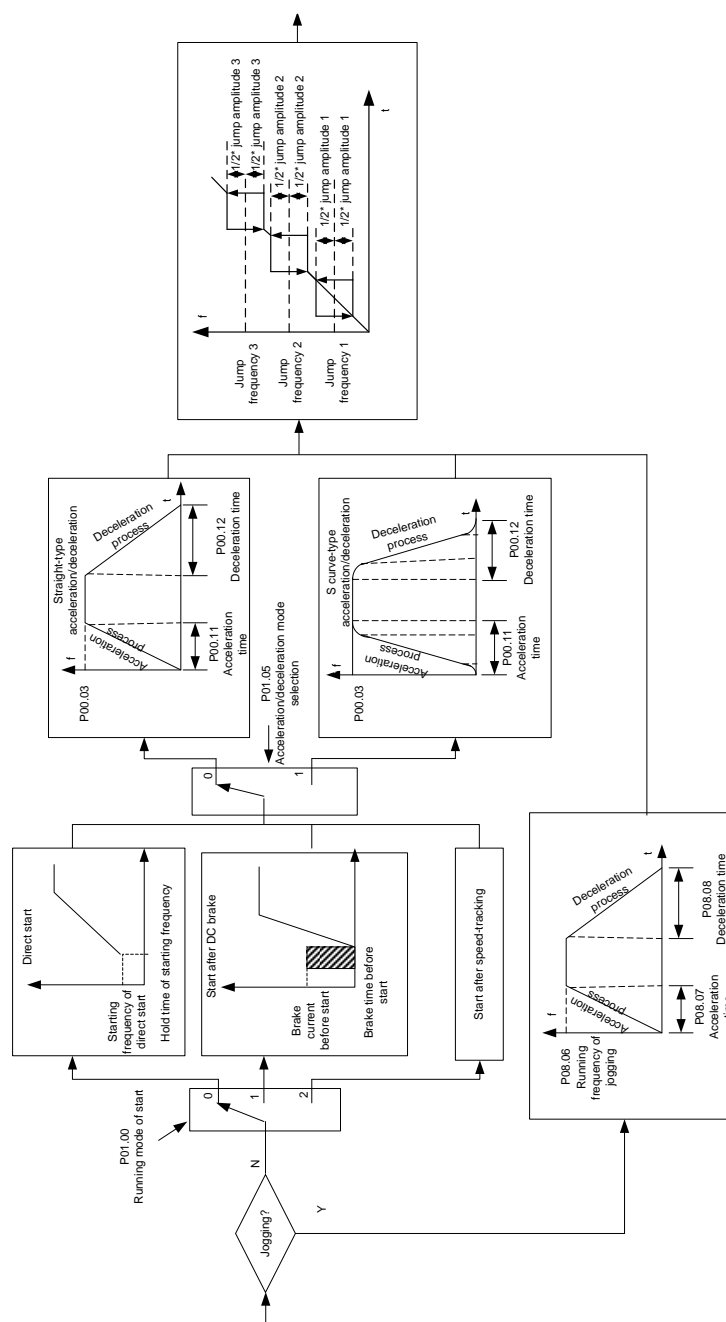 Jogging?
N
Y
P01.00
Running mode of start
0
1
2
Direct start
Starting
frequency of
direct start
Hold time of starting frequency
Start after DC brake
Brake
current
before start
Brake time before
start
Start after speed-tracking
P01.05
Acceleration/deceleration mode
selection
0
1
Straight-type
acceleration/deceleration
f
P00.03
Acceleration
process
Deceleration
process
t
P00.11
Acceleration
time
P00.12
Deceleration time
S curve-type
acceleration/deceleration
f
P00.03
Acceleration
process
Deceleration
process
t
P00.11
Acceleration
time
P00.12
Deceleration time
f
P08.06
Running
frequency of
jogging
Acceleration
process
Deceleration
process
t
P08.07
Acceleration
P08.08
Deceleration time
f
Jump
frequency 3
Jump
frequency 2
Jump
frequency 1
1/2* jump amplitude 3
1/2* jump amplitude 3
1/2* jump amplitude 2
1/2* jump amplitude 2
1/2* jump amplitude 1
1/2* jump amplitude 1
t